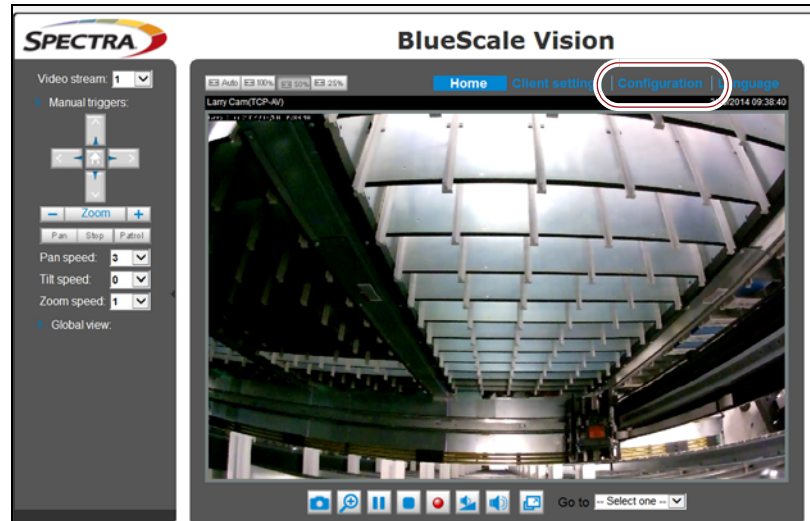 SPECTRA
BlueScale Vision
Video stream: 1
Manual triggers:
Zoom
Pan Stop Patrol
Pan speed: 3
Tilt speed: 0
Zoom speed: 1
Global view:
Auto 100% 50% 25%
Home Client settings Configuration Language
Larry Cam(TCP-AV)
/2014 09:38:40
Go to -- Select one --